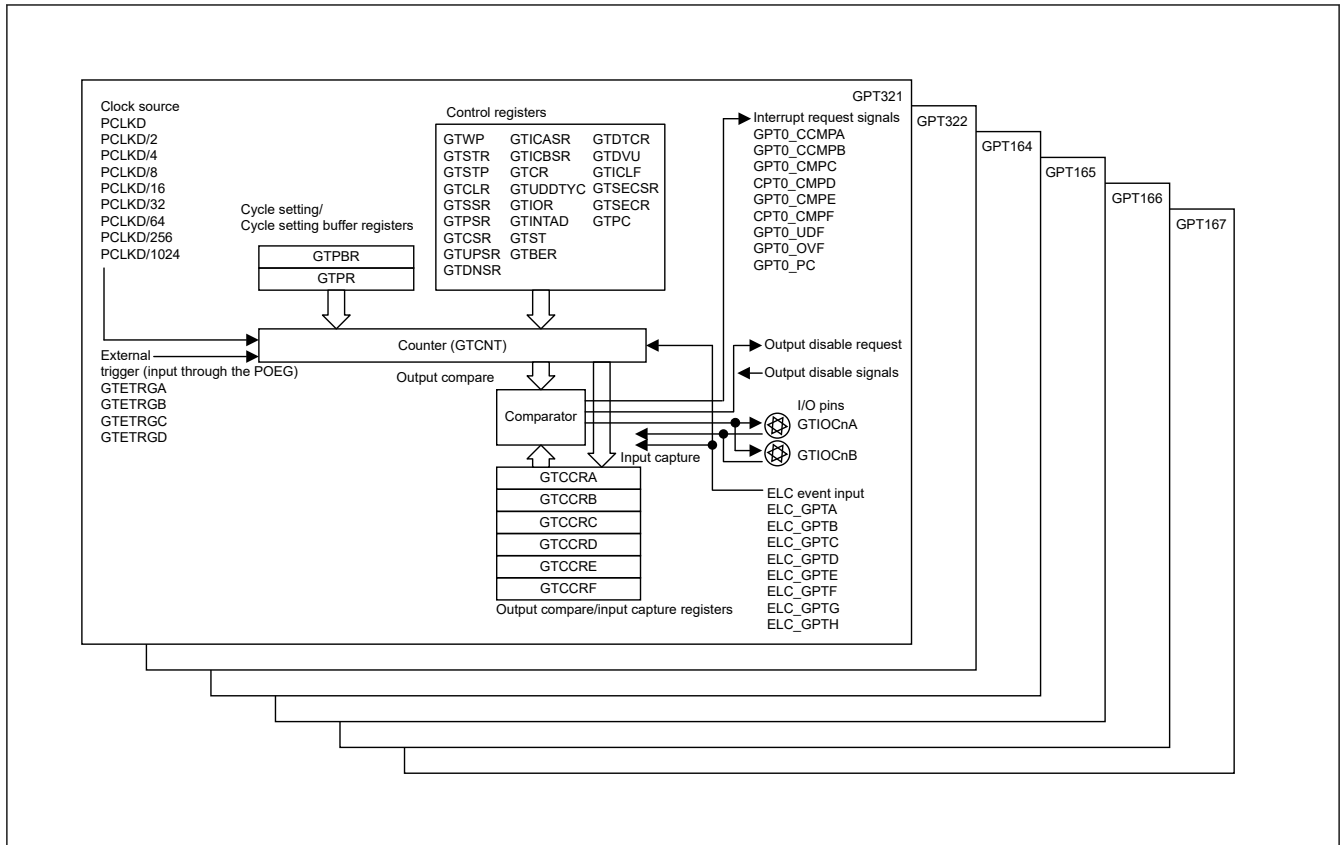 GPT321
GPT322
GPT164
GPT165
GPT166
GPT167
Clock source
PCLKD
PCLKD/2
PCLKD/4
PCLKD/8
PCLKD/16
PCLKD/32
PCLKD/64
PCLKD/256
PCLKD/1024
Cycle setting/
Cycle setting buffer registers
GTPBR
GTPR
Control registers
GTWP GTICASR GTDTCR
GTSTR GTICBSR GTDVU
GTSTP GTCR GTICLF
GTCLR GTUDDTYC GTSECSR
GTSSR GTIOR GTSECR
GTPSR GTINTAD GTPC
GTCSR GTST
GTUPSR GTBER
GTDNSR
Interrupt request signals
GPT0_CCMPA
GPT0_CCMPB
GPT0_CMPC
CPT0_CMPD
GPT0_CMPE
CPT0_CMPF
GPT0_UDF
GPT0_OVF
GPT0_PC
Counter (GTCNT)
External
trigger (input through the POEG)
GTETRGA
GTETRGB
GTETRGC
GTETRGD
Output compare
Comparator
Output disable request
Output disable signals
I/O pins
GTIOCnA
GTIOCnB
Input capture
GTCCRA
GTCCRB
GTCCRC
GTCCRD
GTCCRE
GTCCRF
Output compare/input capture registers
ELC event input
ELC_GPTA
ELC_GPTB
ELC_GPTC
ELC_GPTD
ELC_GPTE
ELC_GPTF
ELC_GPTG
ELC_GPTH